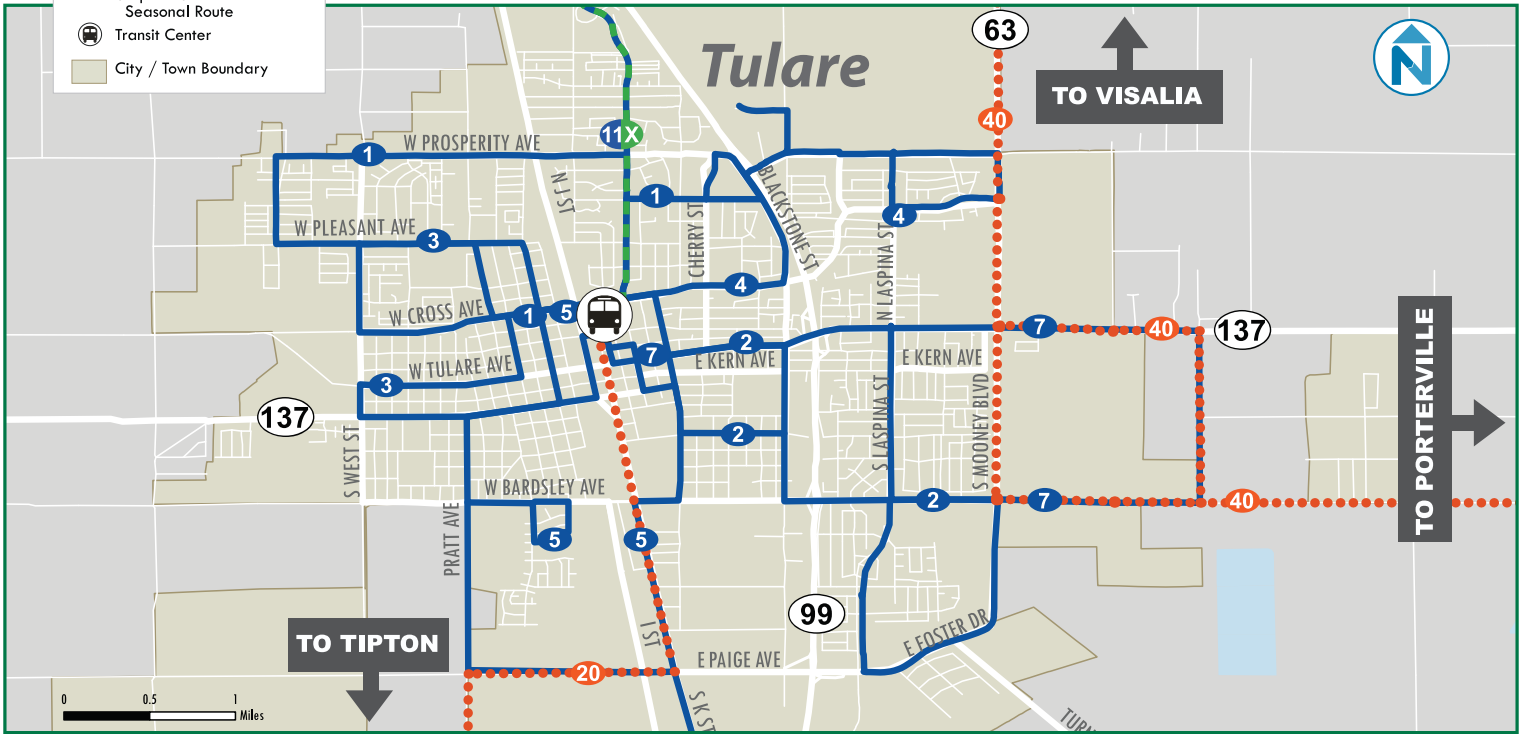 Seasonal Route
Transit Center
City / Town Boundary
Tulare
63
TO VISALIA
N
40
11X
W PROSPERITY AVE
1
N J ST
1
BLACKSTONE ST
CHERRY ST
4
N LASPINA ST
W PLEASANT AVE
3
4
W CROSS AVE
1
5
2
7
40
137
7
E KERN AVE
E KERN AVE
W TULARE AVE
3
137
2
S LASPINA ST
S MOONEY BLVD
TO PORTERVILLE
S WEST ST
W BARDSLEY AVE
2
7
40
PRATT AVE
5
5
99
TO TIPTON
I ST
E FOSTER DR
E PAIGE AVE
20
S K ST
TURN
0 0.5 1
Miles